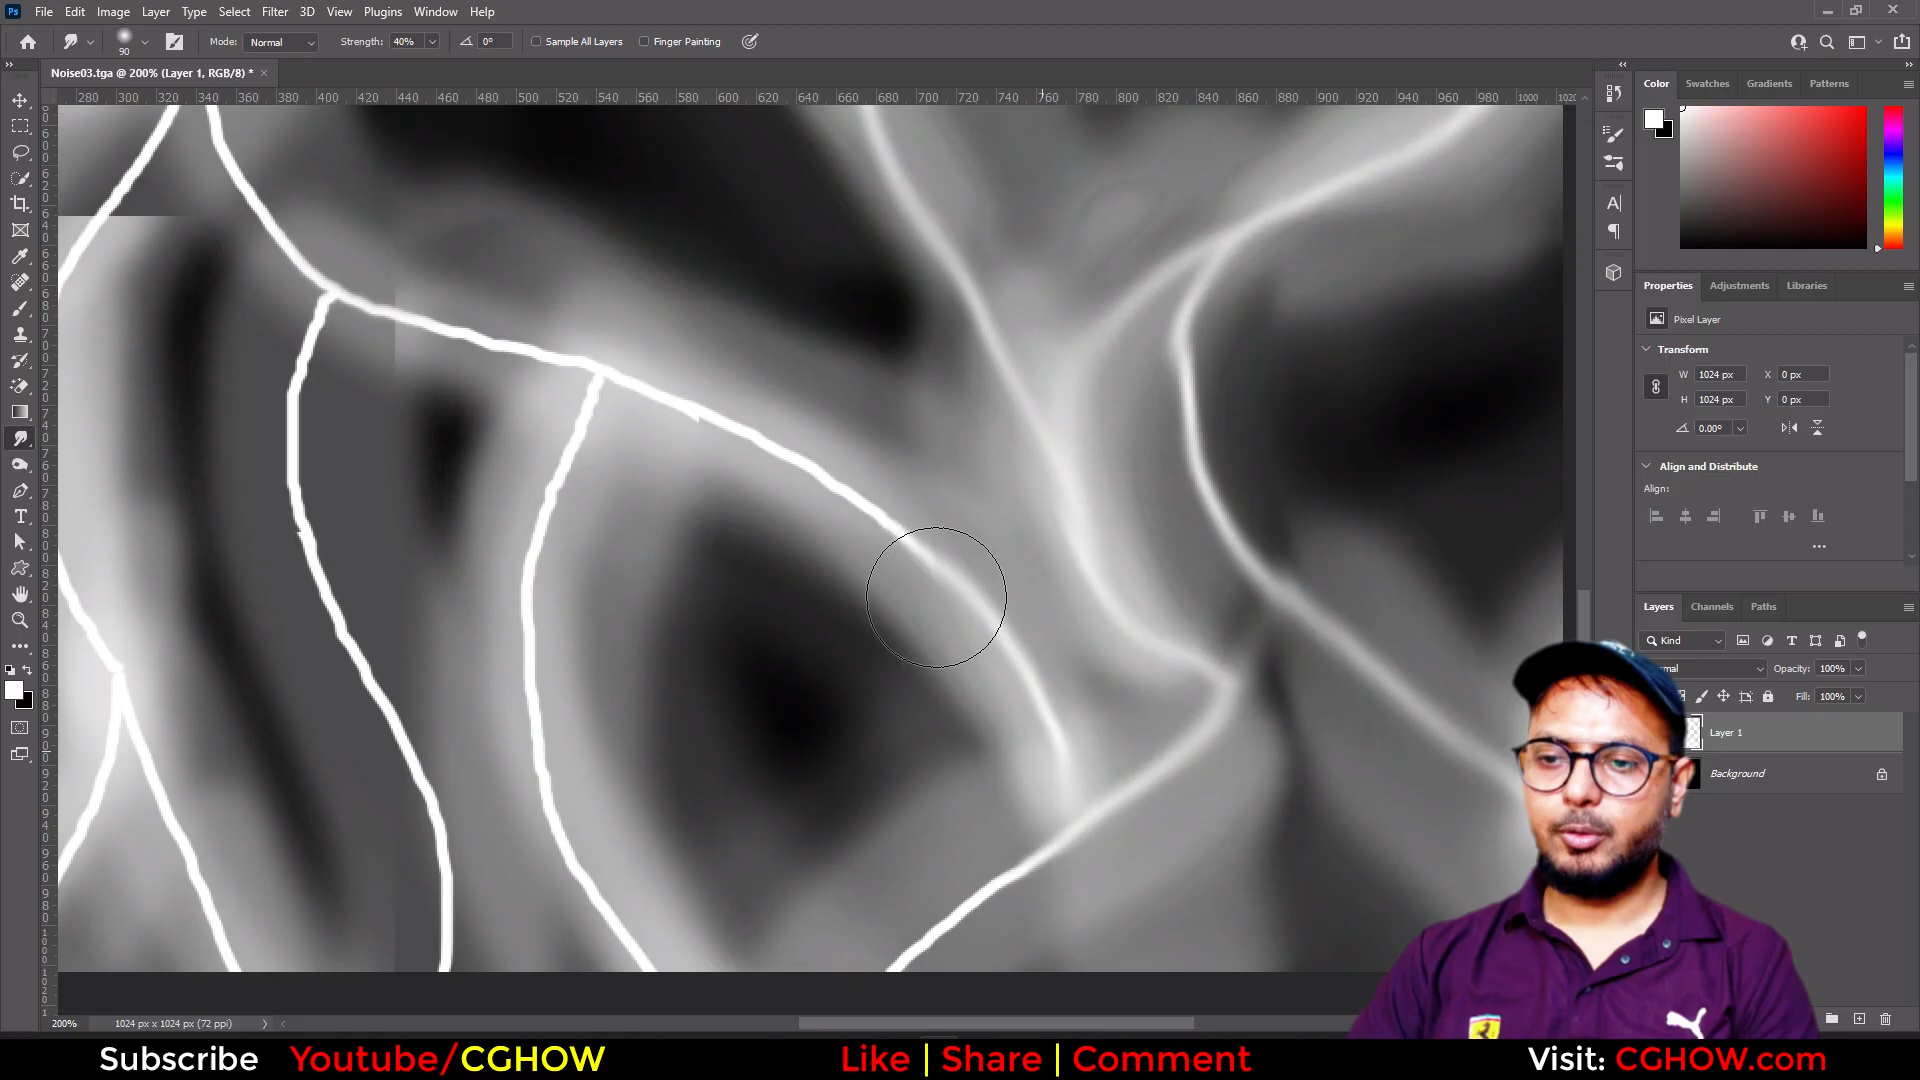 Ps File Edit Image Layer Type Select Filter 3D View Plugins Window Help
90 Mode: Normal Strength: 40% 0° Sample All Layers Finger Painting
Noise03.tga @ 200% (Layer 1, RGB/8) *
280 300 320 340 360 380 400 420 440 460 480 500 520 540 560 580 600 620 640 660 680 700 720 740 760 780 800 820 840 860 880 900 920 940 960 980 1000 1020
Color Swatches Gradients Patterns
Properties Adjustments Libraries
Pixel Layer
Transform
W 1024 px X 0 px
H 1024 px Y 0 px
0.00°
Align and Distribute
Align:
Layers Channels Paths
Kind
Opacity: 100%
Fill: 100%
Layer 1
Background
200% 1024 px x 1024 px (72 ppi)
Subscribe Youtube/CGHOW Like | Share | Comment Visit: CGHOW.com